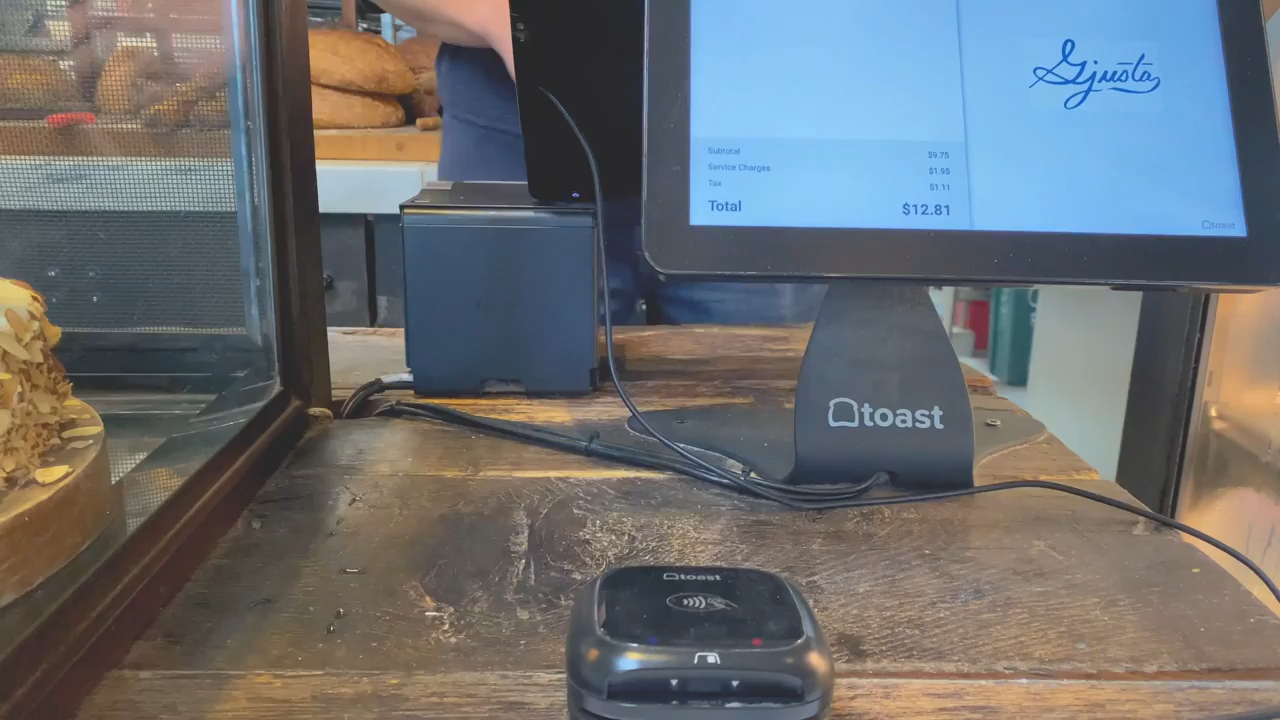 Gjusta
Subtotal $9.75
Service Charges $1.95
Tax $1.11
Total $12.81
toast
toast
toast